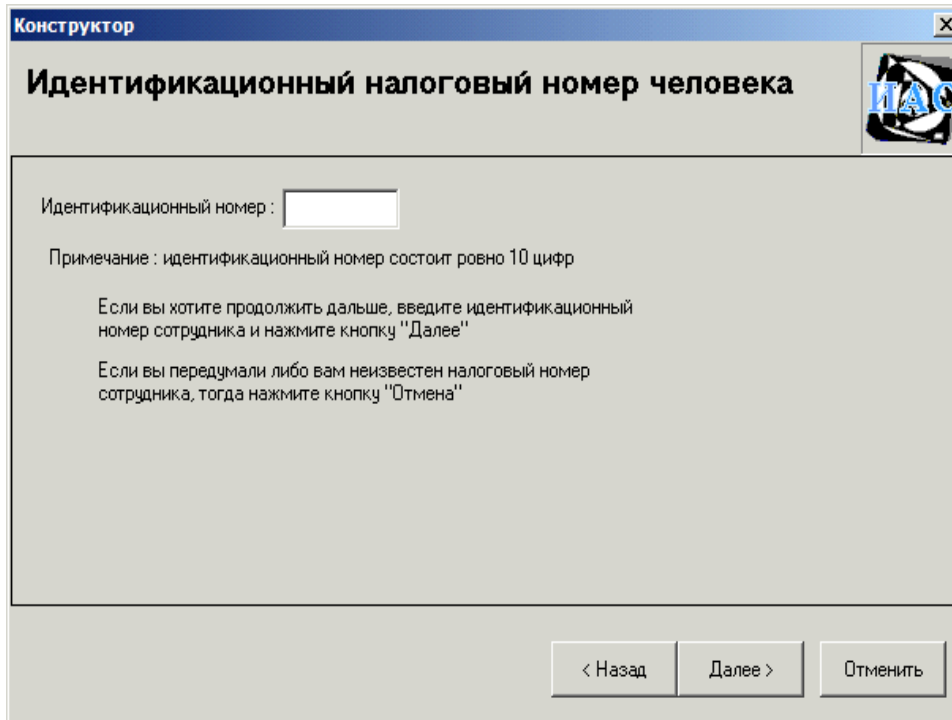 Конструктор
Идентификационный налоговый номер человека
ИАС
Идентификационный номер :
Примечание : идентификационный номер состоит ровно 10 цифр
Если вы хотите продолжить дальше, введите идентификационный
номер сотрудника и нажмите кнопку "Далее"
Если вы передумали либо вам неизвестен налоговый номер
сотрудника, тогда нажмите кнопку "Отмена"
< Назад
Далее >
Отменить